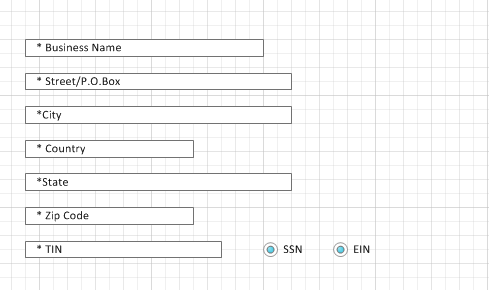 * Business Name
* Street/P.O.Box
*City
* Country
*State
* Zip Code
* TIN SSN EIN